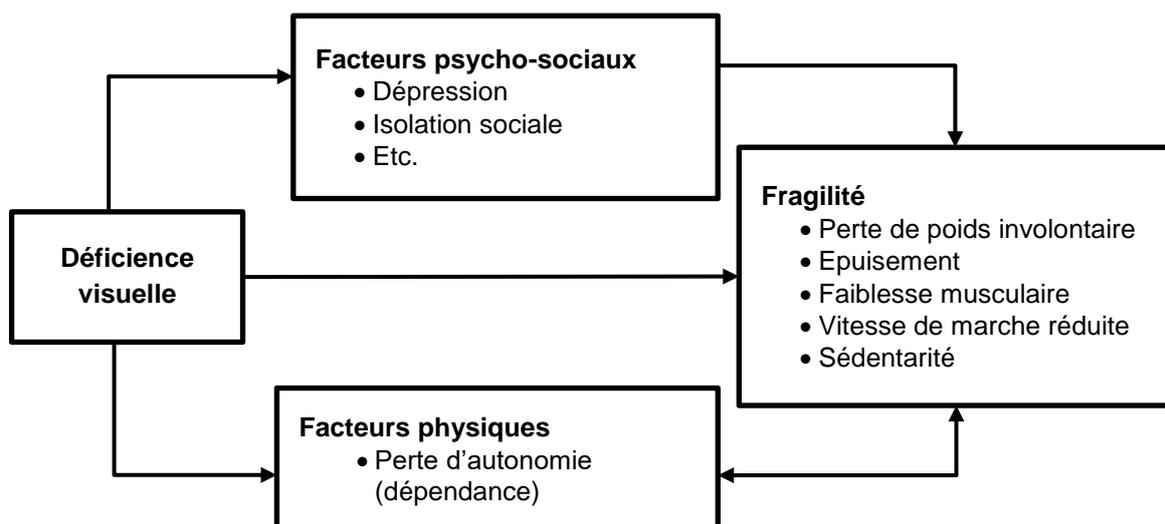 Facteurs psycho-sociaux
• Dépression
• Isolation sociale
• Etc.
Déficience
visuelle
Fragilité
• Perte de poids involontaire
• Epuisement
• Faiblesse musculaire
• Vitesse de marche réduite
• Sédentarité
Facteurs physiques
• Perte d’autonomie
(dépendance)